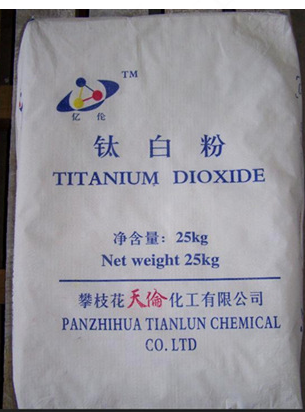 TM
亿伦
钛白粉
TITANIUM DIOXIDE
净含量：25kg
Net weight 25kg
攀枝花天倫化工有限公司
PANZHIHUA TIANLUN CHEMICAL
CO. LTD